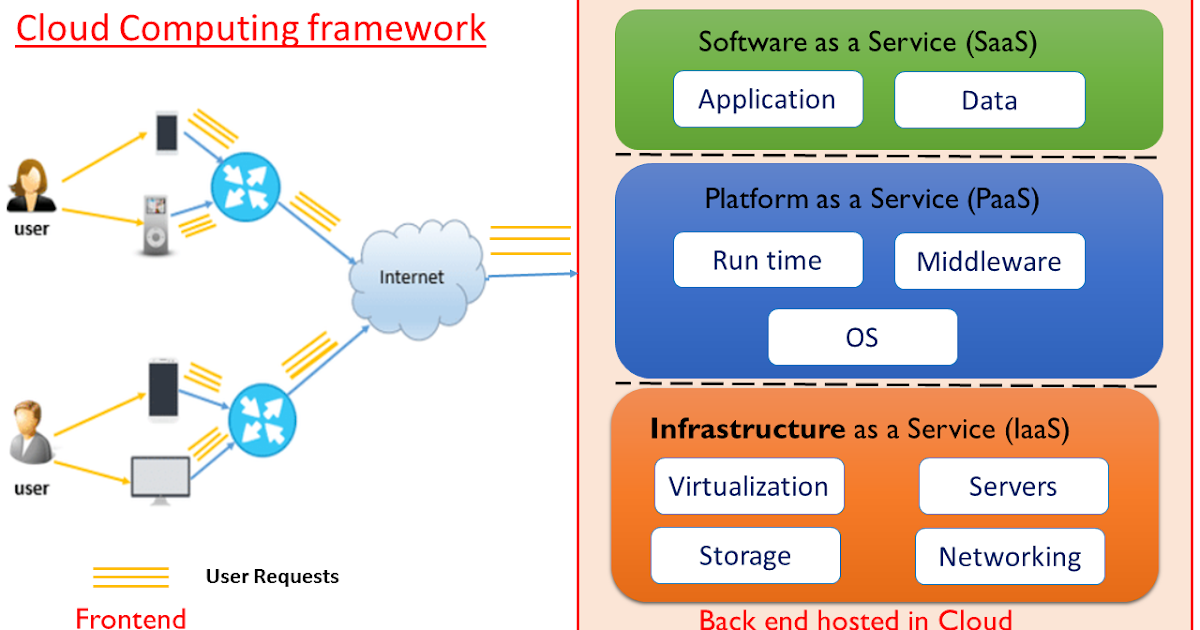 Cloud Computing framework
user
user
Internet
User Requests
Frontend
Software as a Service (SaaS)
Application
Data
Platform as a Service (PaaS)
Run time
Middleware
OS
Infrastructure as a Service (IaaS)
Virtualization
Servers
Storage
Networking
Back end hosted in Cloud